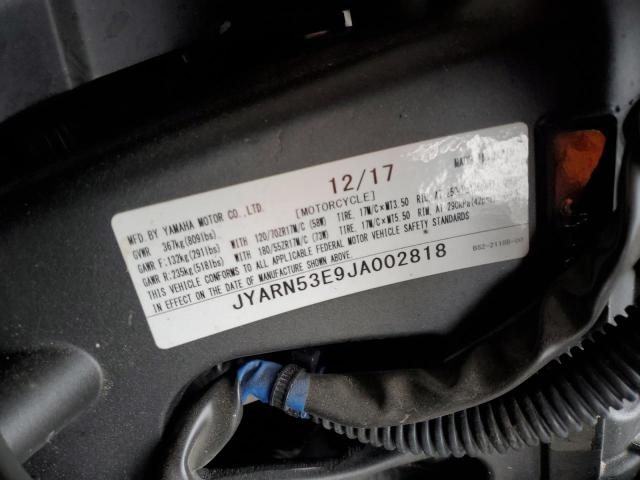 12/17
MFD. BY YAMAHA MOTOR CO., LTD. [MOTORCYCLE] MADE
GVWR 367kg(809lbs) WITH 120/70ZR17M/C (58W) TIRE, 17M/C×MT3.50 RIM, AT
GAWR F:132kg(291lbs) WITH 180/55ZR17M/C (73W) TIRE, 17M/C×MT5.50 RIM, AT 290kPa(42psi)
GAWR R:235kg(518lbs)
THIS VEHICLE CONFORMS TO ALL APPLICABLE FEDERAL MOTOR VEHICLE SAFETY STANDARDS
IN EFFECT ON THE DATE OF MANUFACTURE SHOWN ABOVE.
JYARN53E9JA002818